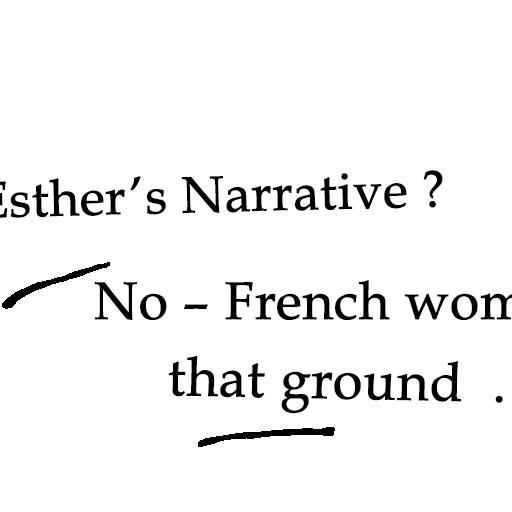 Esther's Narrative ?
No – French wom
that ground .